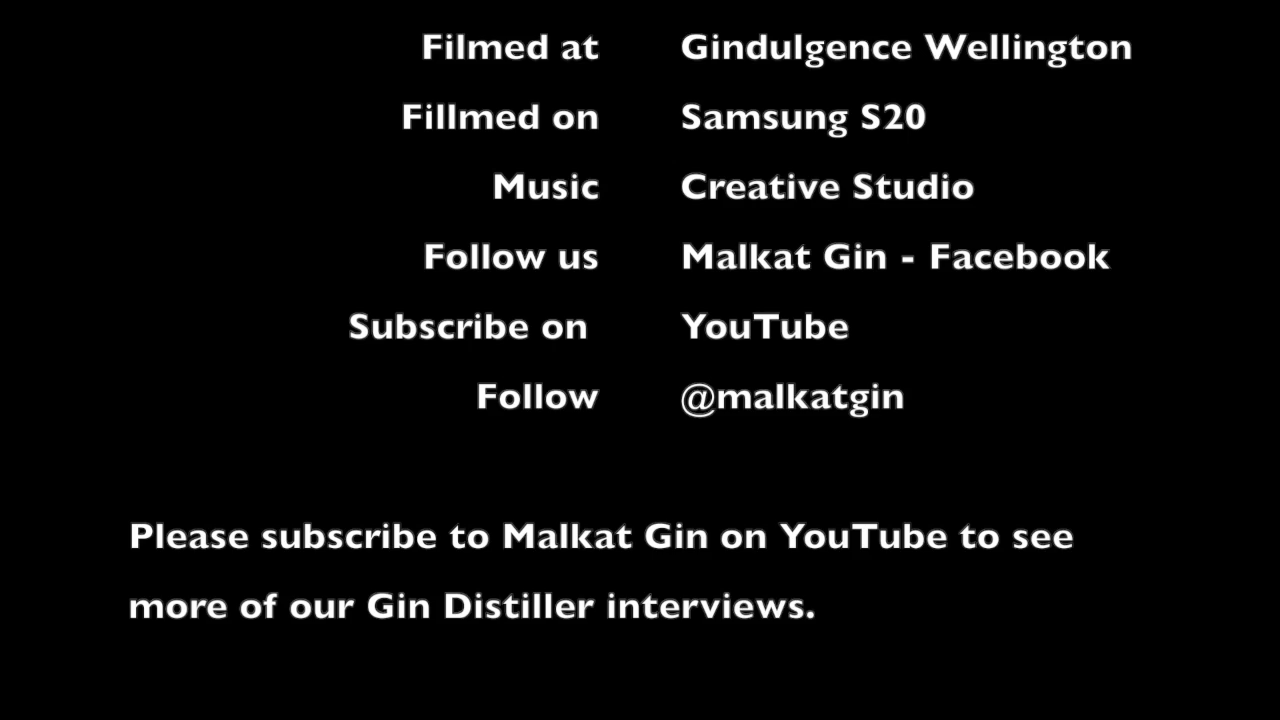 Filmed at Gindulgence Wellington
Fillmed on Samsung S20
Music Creative Studio
Follow us Malkat Gin - Facebook
Subscribe on YouTube
Follow @malkatgin
Please subscribe to Malkat Gin on YouTube to see
more of our Gin Distiller interviews.